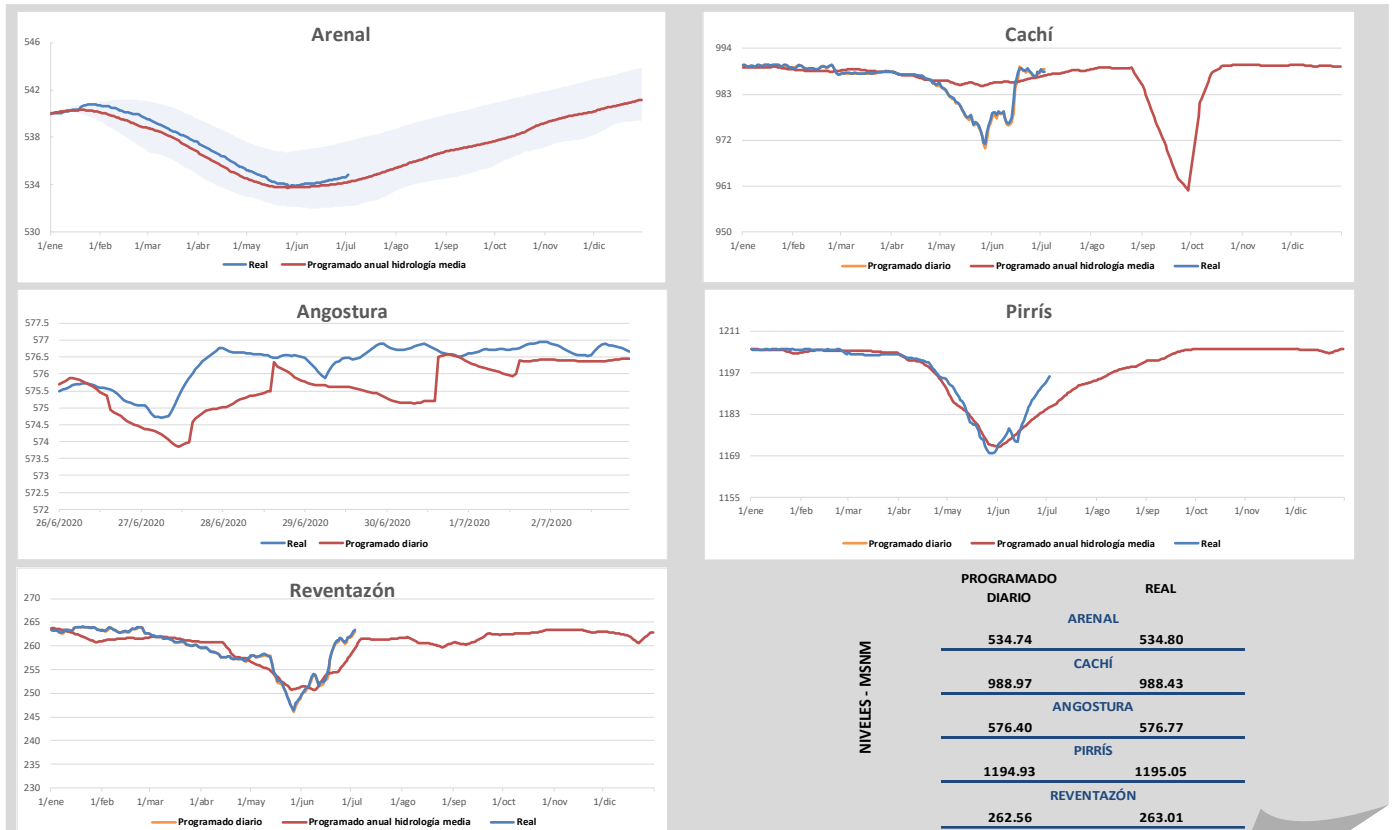 Arenal
546
542
538
534
530
1/ene 1/feb 1/mar 1/abr 1/may 1/jun 1/jul 1/ago 1/sep 1/oct 1/nov 1/dic
Real Programado anual hidrología media
Cachí
994
983
972
961
950
1/ene 1/feb 1/mar 1/abr 1/may 1/jun 1/jul 1/ago 1/sep 1/oct 1/nov 1/dic
Programado diario Programado anual hidrología media Real
Angostura
577.5
577
576.5
576
575.5
575
574.5
574
573.5
573
572.5
572
26/6/2020 27/6/2020 28/6/2020 29/6/2020 30/6/2020 1/7/2020 2/7/2020
Real Programado diario
Pirrís
1211
1197
1183
1169
1155
1/ene 1/feb 1/mar 1/abr 1/may 1/jun 1/jul 1/ago 1/sep 1/oct 1/nov 1/dic
Programado diario Programado anual hidrología media Real
Reventazón
270
265
260
255
250
245
240
235
230
1/ene 1/feb 1/mar 1/abr 1/may 1/jun 1/jul 1/ago 1/sep 1/oct 1/nov 1/dic
Programado diario Programado anual hidrología media Real
NIVELES - MSNM
PROGRAMADO
DIARIO
REAL
ARENAL
534.74 534.80
CACHÍ
988.97 988.43
ANGOSTURA
576.40 576.77
PIRRÍS
1194.93 1195.05
REVENTAZÓN
262.56 263.01